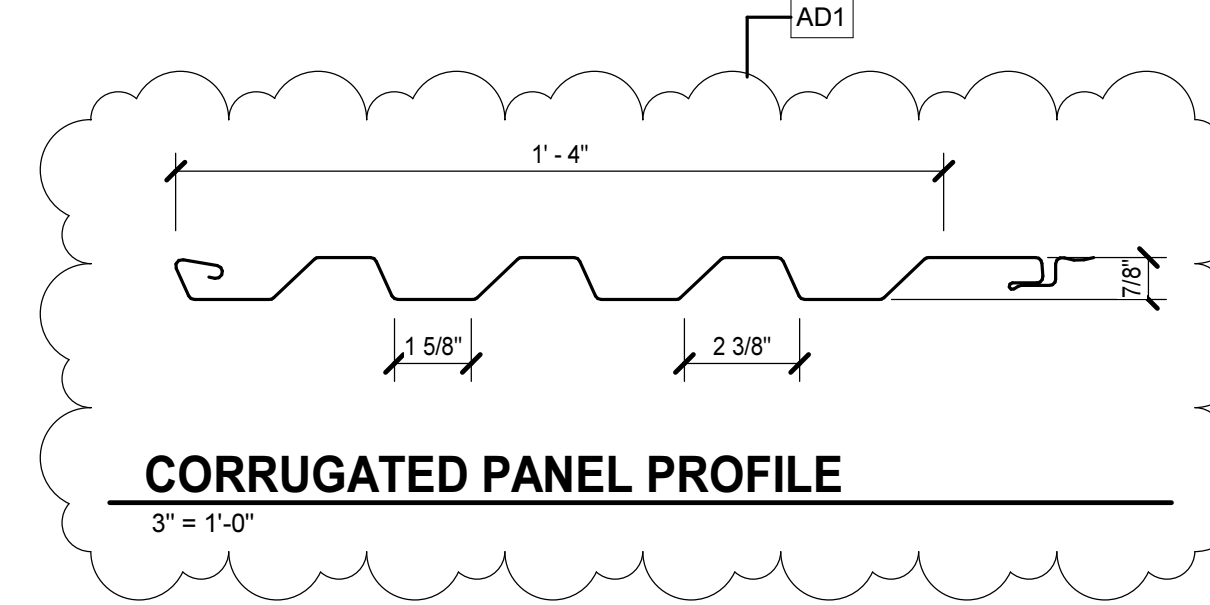 AD1
1' - 4"
7/8"
1 5/8"
2 3/8"
CORRUGATED PANEL PROFILE
3" = 1'-0"